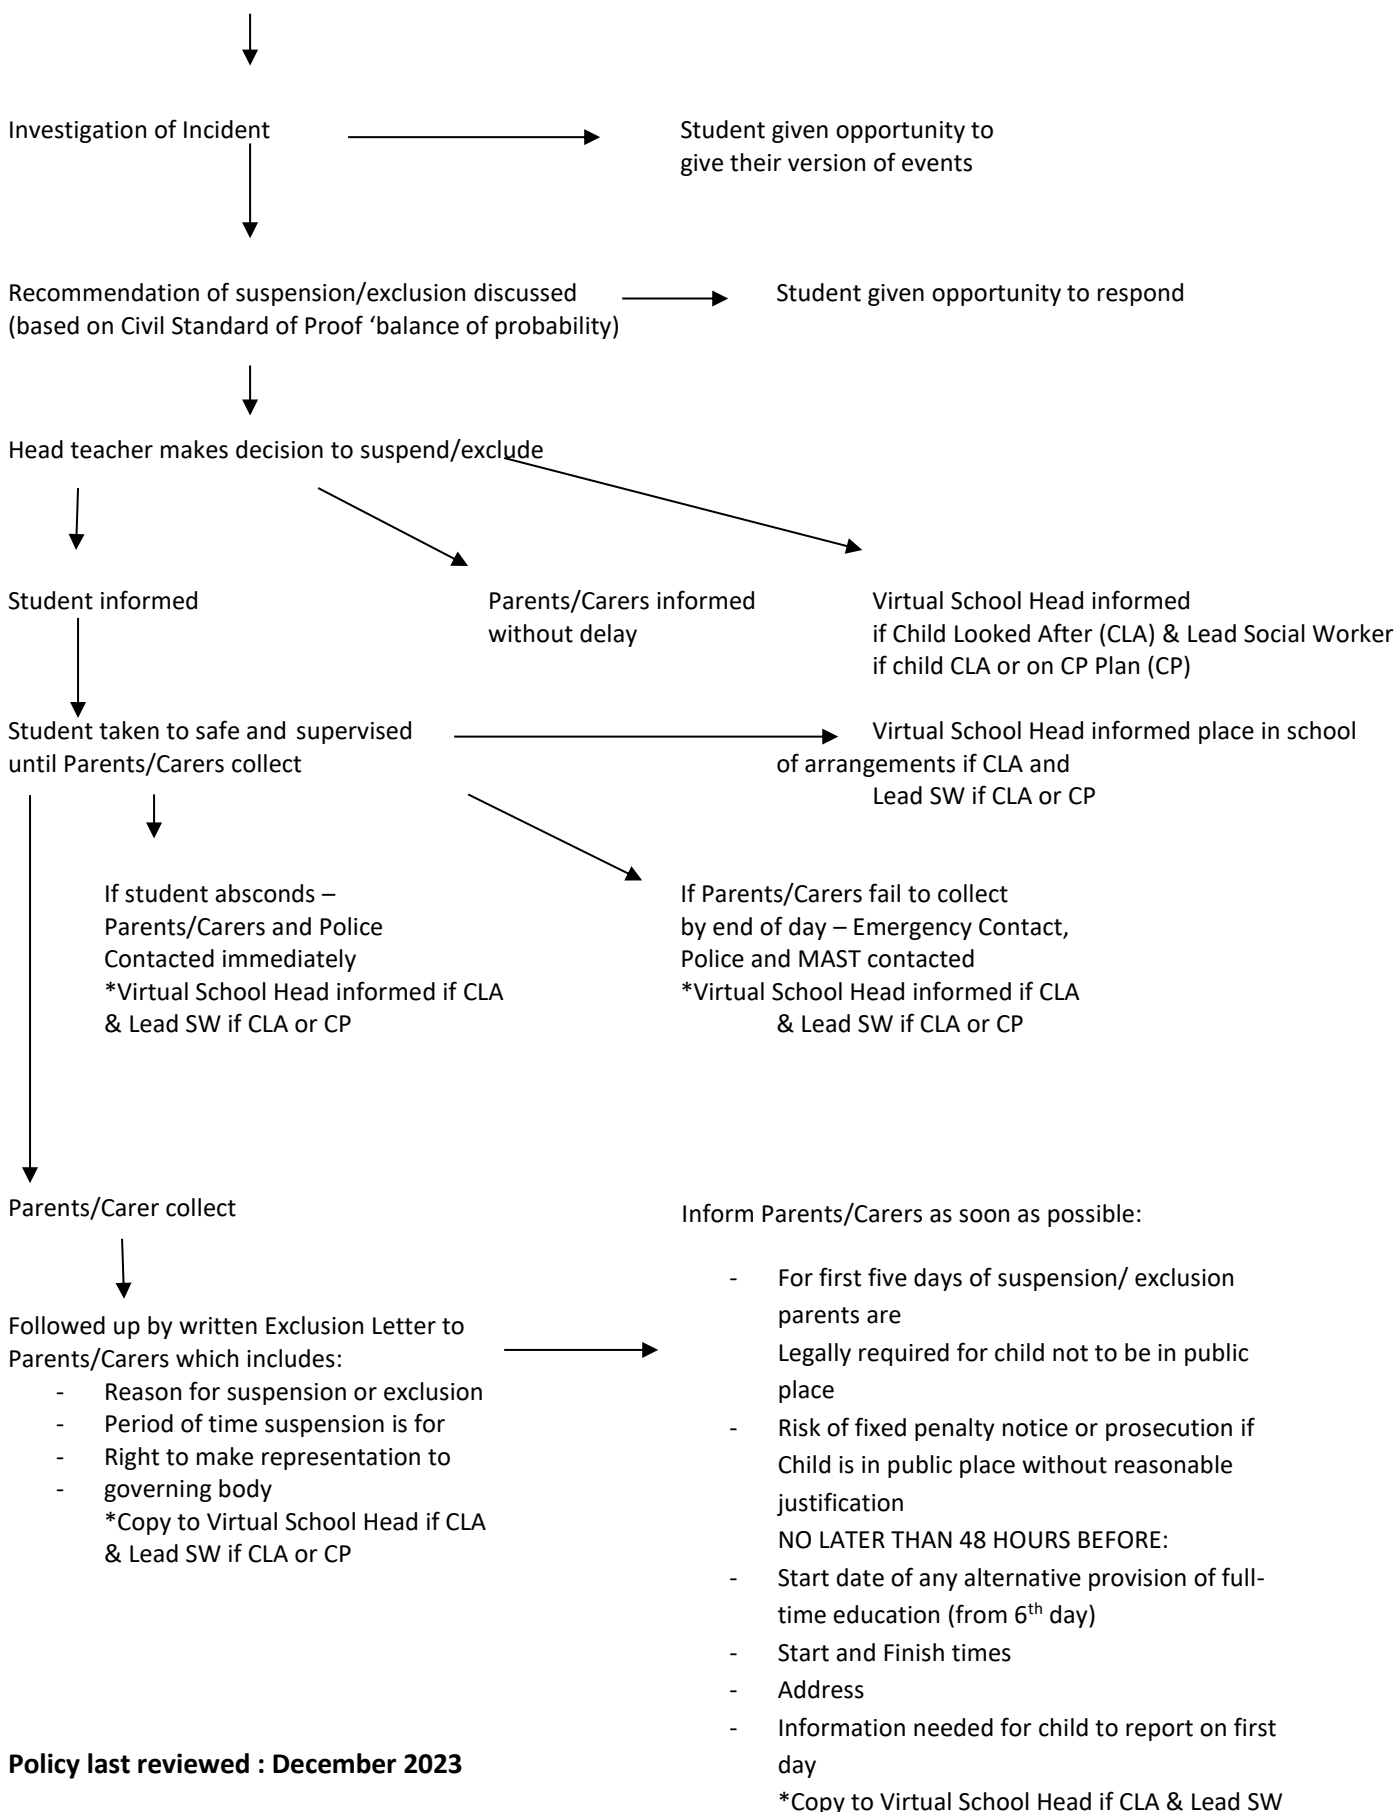 Investigation of Incident
Student given opportunity to
give their version of events
Recommendation of suspension/exclusion discussed
(based on Civil Standard of Proof ‘balance of probability)
Student given opportunity to respond
Head teacher makes decision to suspend/exclude
Student informed
Parents/Carers informed
without delay
Virtual School Head informed
if Child Looked After (CLA) & Lead Social Worker
if child CLA or on CP Plan (CP)
Student taken to safe and supervised
until Parents/Carers collect
Virtual School Head informed place in school
of arrangements if CLA and
Lead SW if CLA or CP
If student absconds –
Parents/Carers and Police
Contacted immediately
*Virtual School Head informed if CLA
& Lead SW if CLA or CP
If Parents/Carers fail to collect
by end of day – Emergency Contact,
Police and MAST contacted
*Virtual School Head informed if CLA
& Lead SW if CLA or CP
Parents/Carer collect
Followed up by written Exclusion Letter to
Parents/Carers which includes:
- Reason for suspension or exclusion
- Period of time suspension is for
- Right to make representation to
- governing body
*Copy to Virtual School Head if CLA
& Lead SW if CLA or CP
Inform Parents/Carers as soon as possible:
- For first five days of suspension/ exclusion
parents are
Legally required for child not to be in public
place
- Risk of fixed penalty notice or prosecution if
Child is in public place without reasonable
justification
NO LATER THAN 48 HOURS BEFORE:
- Start date of any alternative provision of full-
time education (from 6th day)
- Start and Finish times
- Address
- Information needed for child to report on first
day
*Copy to Virtual School Head if CLA & Lead SW
Policy last reviewed : December 2023